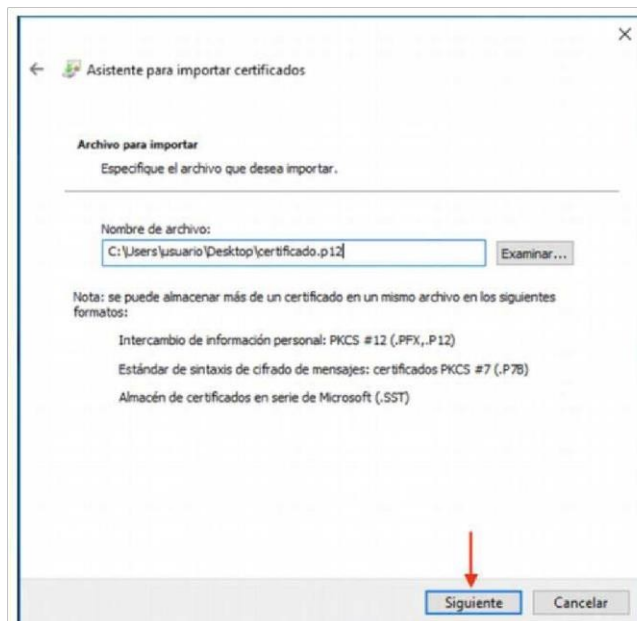 Asistente para importar certificados
Archivo para importar
Especifique el archivo que desea importar.
Nombre de archivo:
C:\Users\usuario\Desktop\certificado.p12
Examinar...
Nota: se puede almacenar más de un certificado en un mismo archivo en los siguientes
formatos:
Intercambio de información personal: PKCS #12 (.PFX,.P12)
Estándar de sintaxis de cifrado de mensajes: certificados PKCS #7 (.P7B)
Almacén de certificados en serie de Microsoft (.SST)
Siguiente
Cancelar